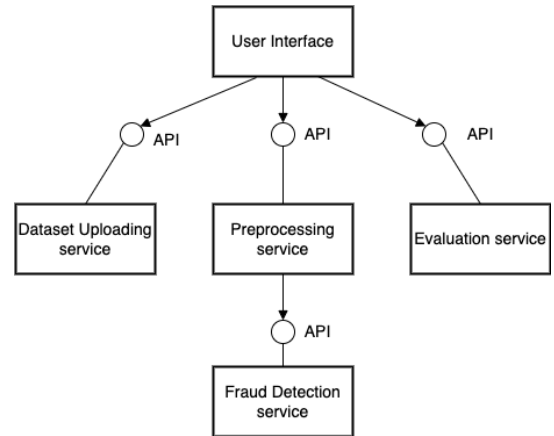 User Interface
API
API
API
Dataset Uploading
service
Preprocessing
service
Evaluation service
API
Fraud Detection
service